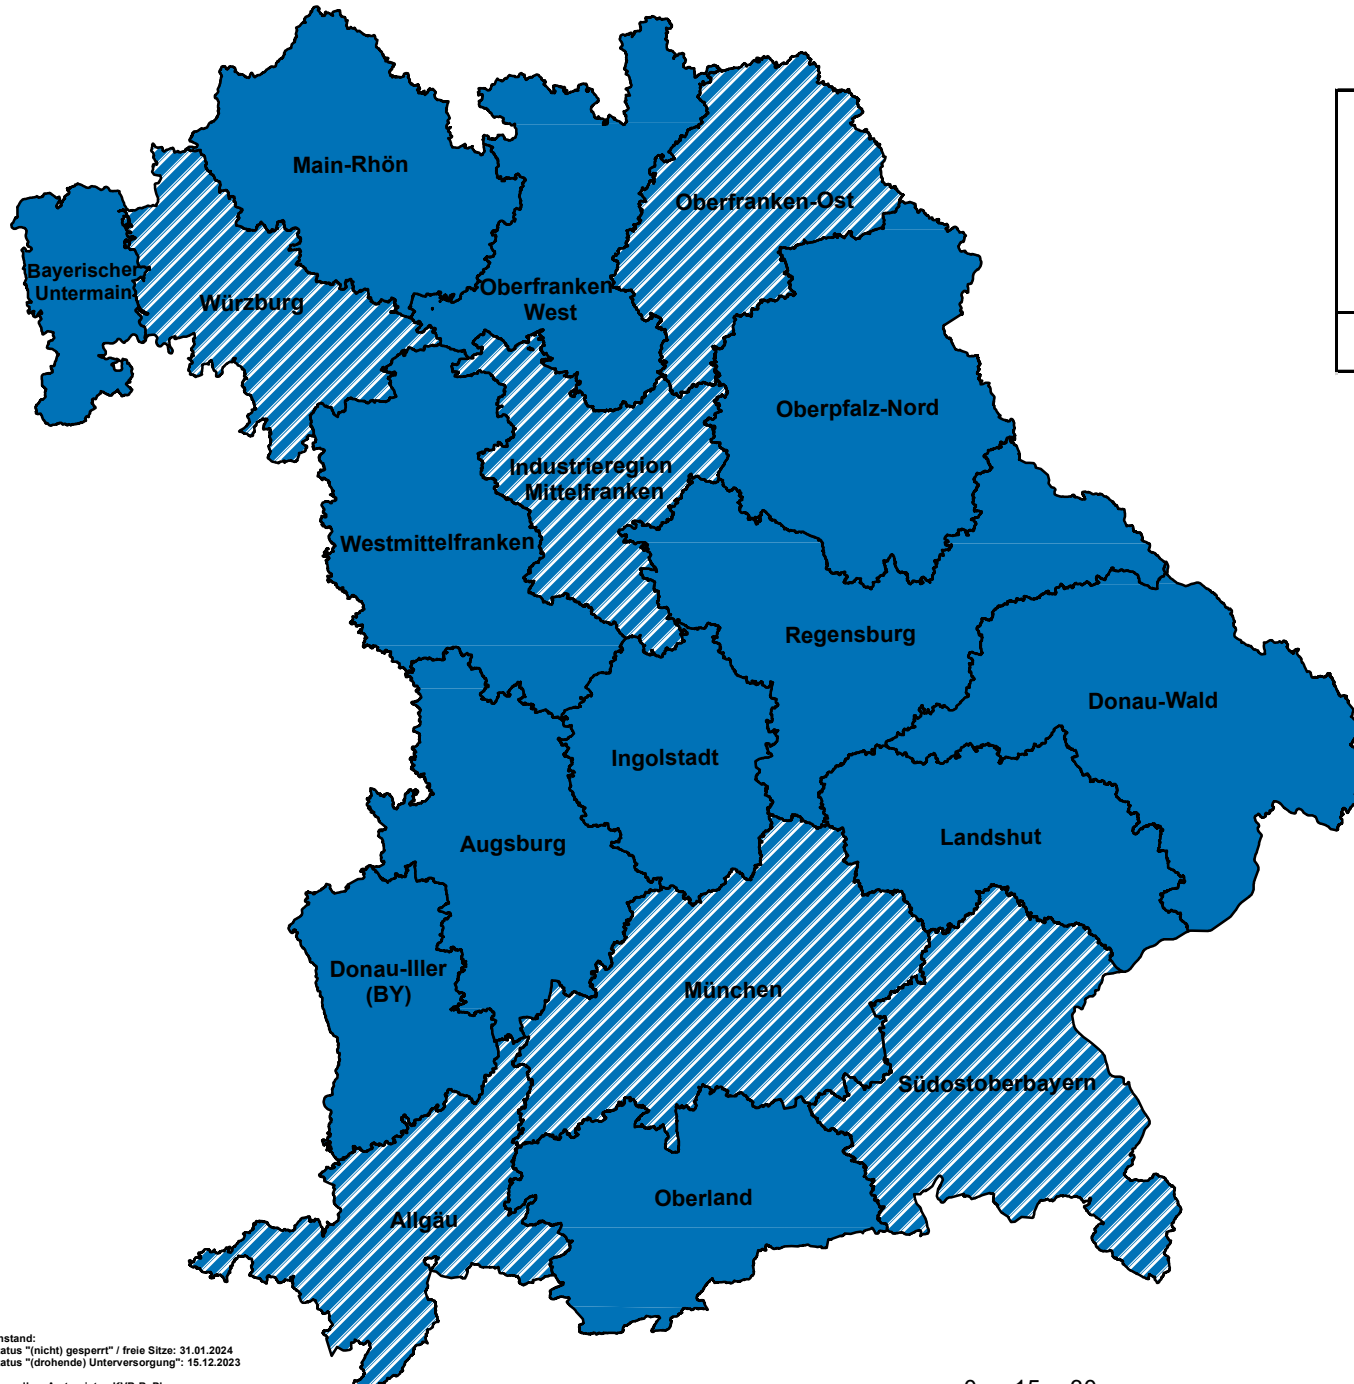 Main-Rhön
Oberfranken-Ost
Bayerischer
Untermain
Würzburg
Oberfranken
West
Oberpfalz-Nord
Industrieregion
Mittelfranken
Westmittelfranken
Regensburg
Donau-Wald
Ingolstadt
Augsburg
Landshut
Donau-Iller
(BY)
München
Südostoberbayern
Oberland
Allgäu
nstand:
atus "(nicht) gesperrt" / freie Sitze: 31.01.2024
atus "(drohende) Unterversorgung": 15.12.2023